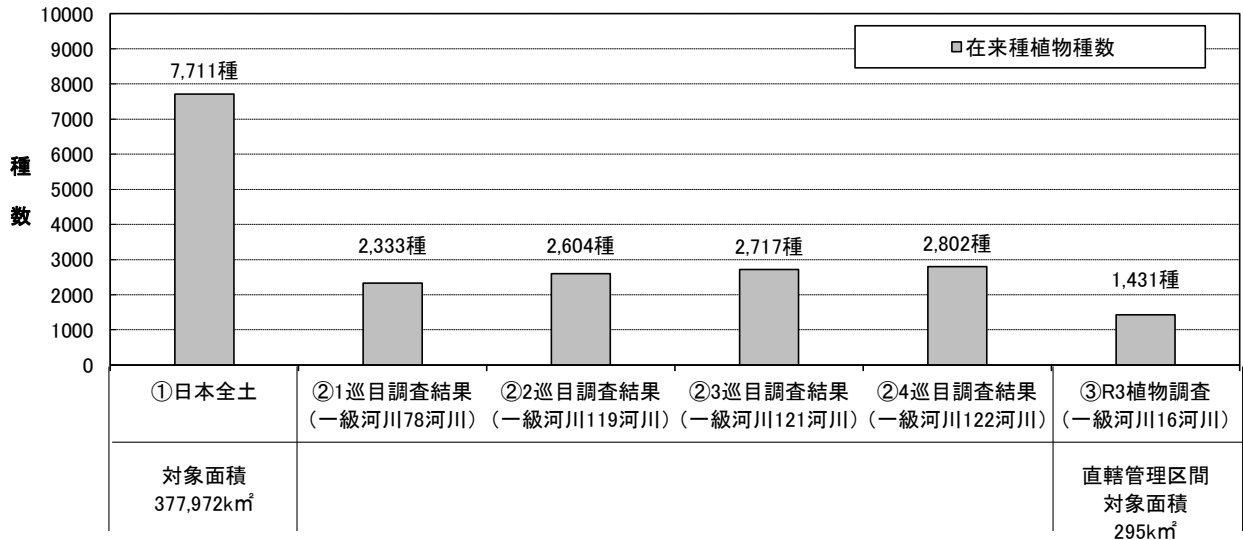 10000
9000
8000
7000
6000
5000
4000
3000
2000
1000
0
種
数
■在来種植物種数
7,711種
2,333種
2,604種
2,717種
2,802種
1,431種
①日本全土
②1巡目調査結果
(一級河川78河川)
②2巡目調査結果
(一級河川119河川)
②3巡目調査結果
(一級河川121河川)
②4巡目調査結果
(一級河川122河川)
③R3植物調査
(一級河川16河川)
対象面積
377,972k㎡
直轄管理区間
対象面積
295k㎡